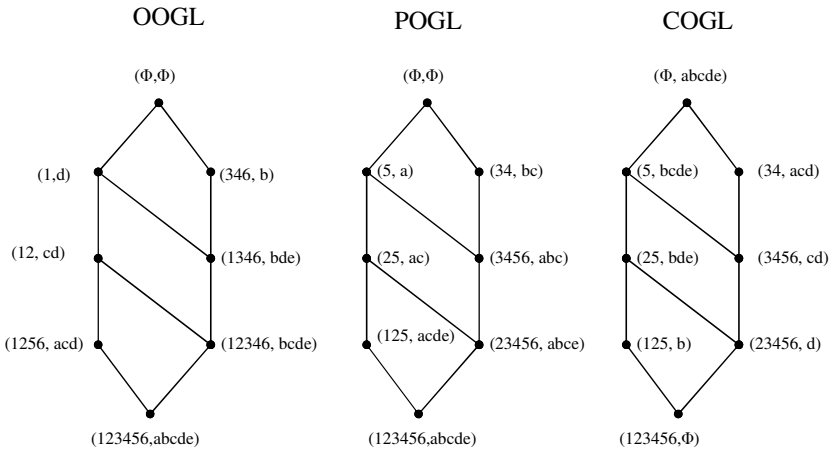 OOGL
POGL
COGL
(Φ,Φ)
(Φ,Φ)
(Φ, abcde)
(1,d)
(346, b)
(5, a)
(34, bc)
(5, bcde)
(34, acd)
(12, cd)
(1346, bde)
(25, ac)
(3456, abc)
(25, bde)
(3456, cd)
(1256, acd)
(12346, bcde)
(125, acde)
(23456, abce)
(125, b)
(23456, d)
(123456,abcde)
(123456,abcde)
(123456,Φ)